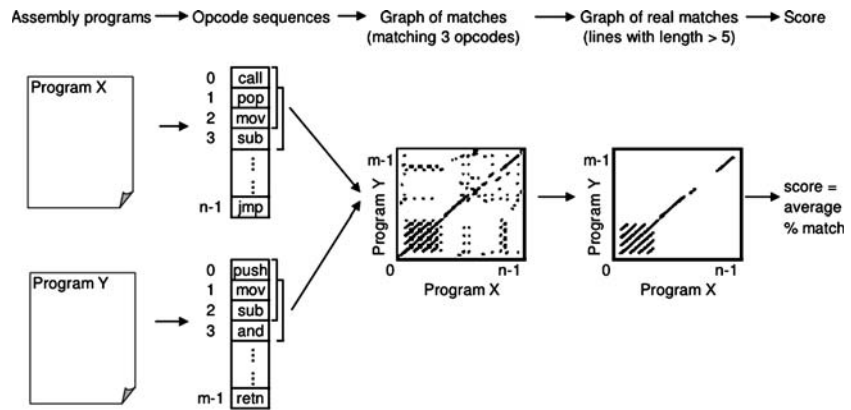 Assembly programs
Opcode sequences
Graph of matches
(matching 3 opcodes)
Graph of real matches
(lines with length > 5)
Score
Program X
0 call
1 pop
2 mov
3 sub
n-1 jmp
Program Y
0 push
1 mov
2 sub
3 and
m-1 retn
m-1
Program Y
0
n-1
Program X
m-1
Program Y
0
n-1
Program X
score =
average
% match